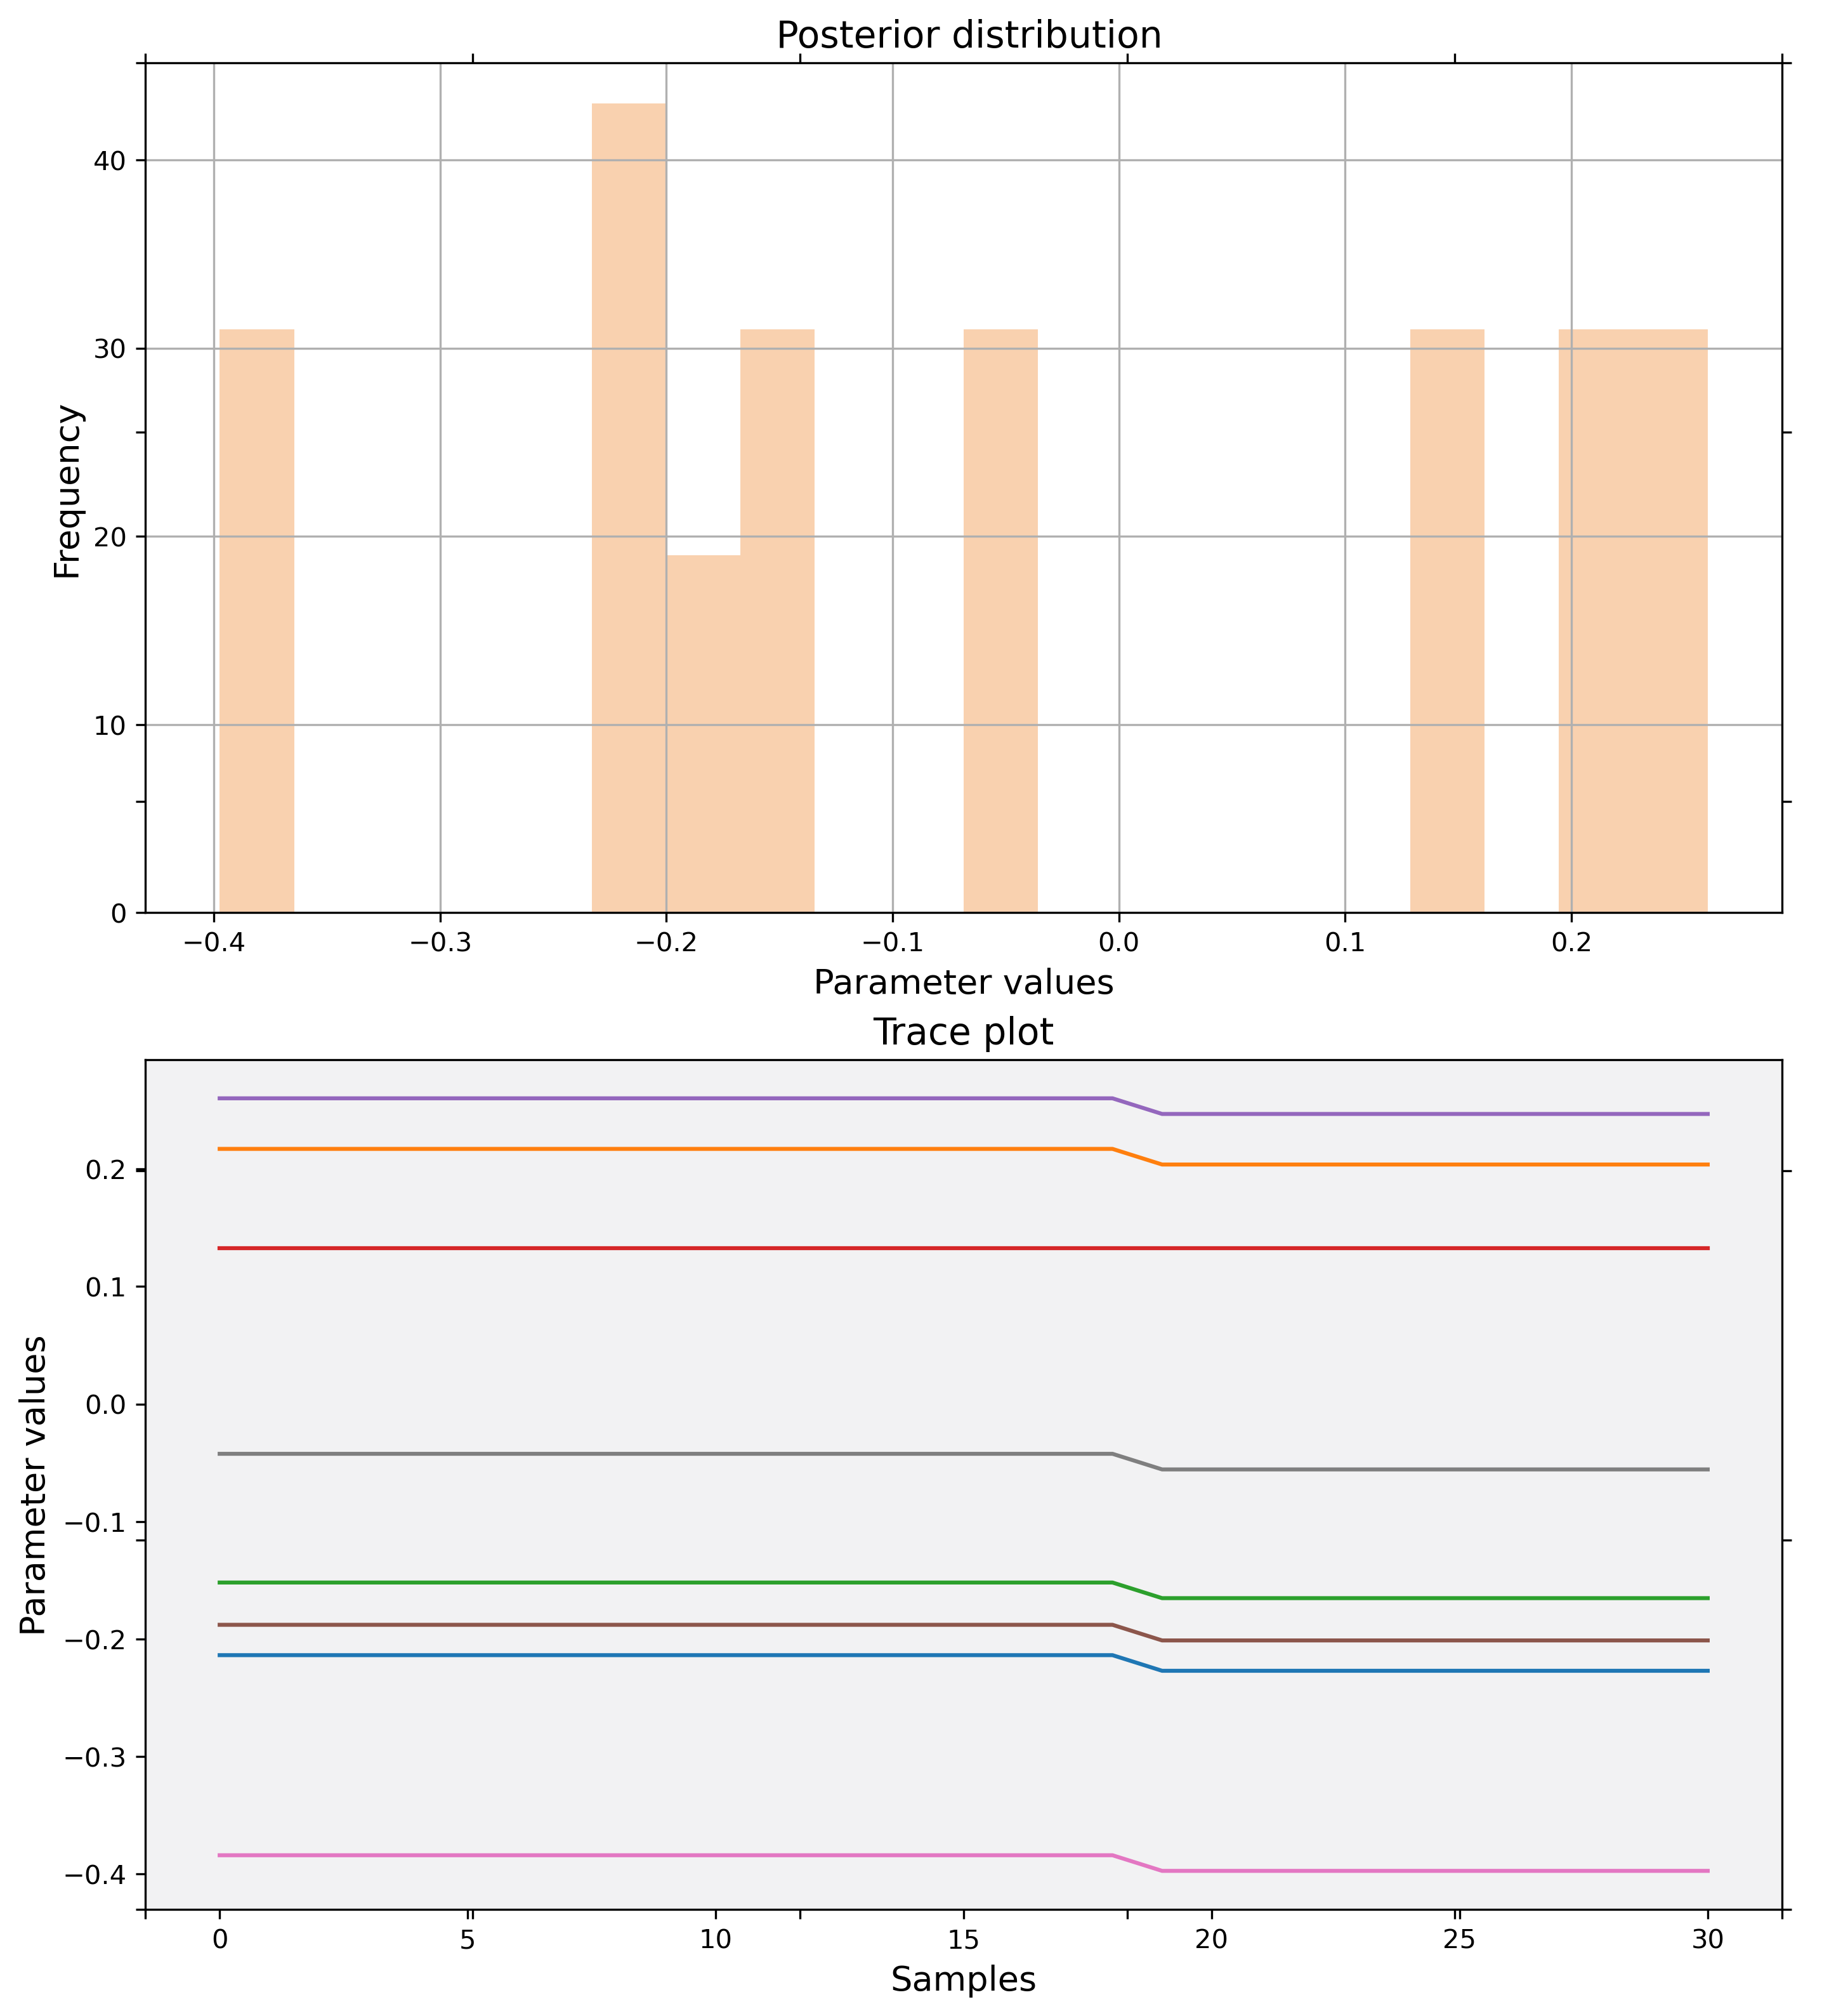 Posterior distribution
Frequency
40
30
20
10
0
−0.4 −0.3 −0.2 −0.1 0.0 0.1 0.2
Parameter values
Trace plot
Parameter values
0.2
0.1
0.0
−0.1
−0.2
−0.3
−0.4
0 5 10 15 20 25 30
Samples